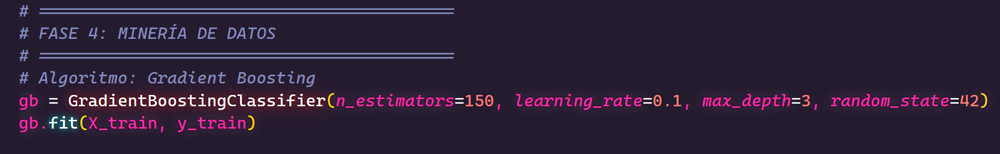 # ==========================================
# FASE 4: MINERÍA DE DATOS
# ==========================================
# Algoritmo: Gradient Boosting
gb = GradientBoostingClassifier(n_estimators=150, learning_rate=0.1, max_depth=3, random_state=42)
gb.fit(X_train, y_train)